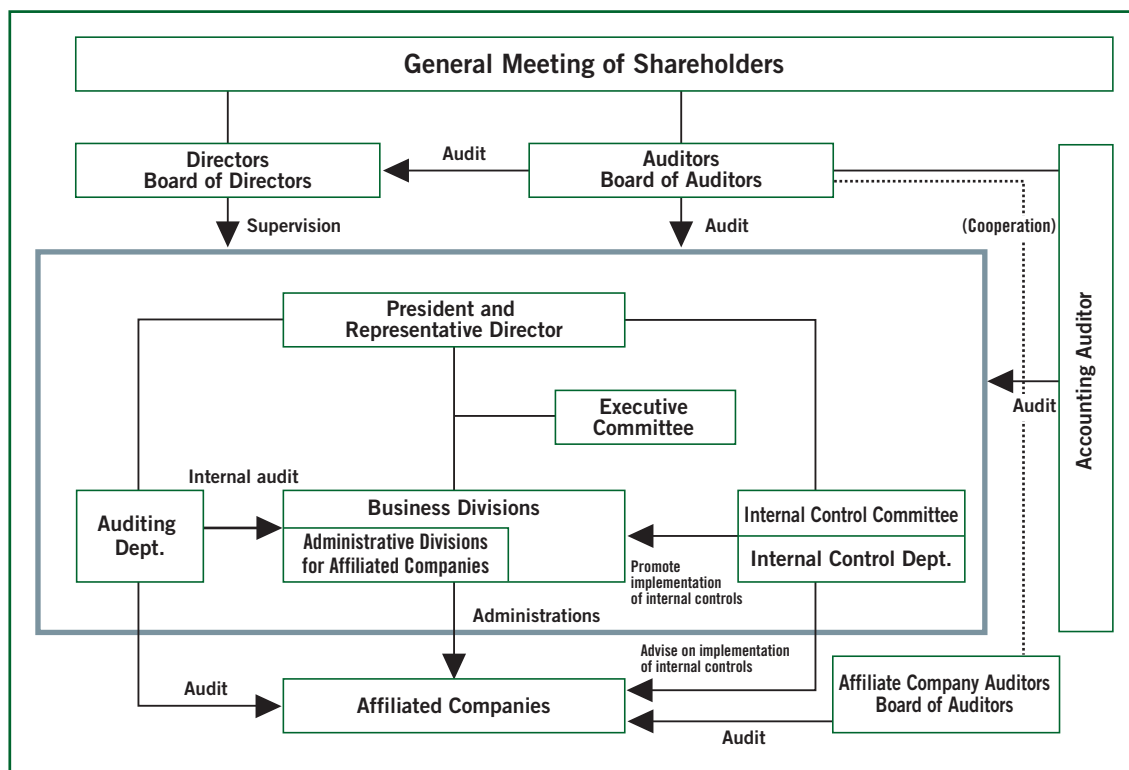 General Meeting of Shareholders
Directors
Board of Directors
Audit
Auditors
Board of Auditors
Supervision
Audit
(Cooperation)
Accounting Auditor
President and
Representative Director
Executive
Committee
Audit
Internal audit
Auditing
Dept.
Business Divisions
Administrative Divisions
for Affiliated Companies
Internal Control Committee
Internal Control Dept.
Promote
implementation
of internal controls
Administrations
Advise on implementation
of internal controls
Audit
Affiliated Companies
Affiliate Company Auditors
Board of Auditors
Audit